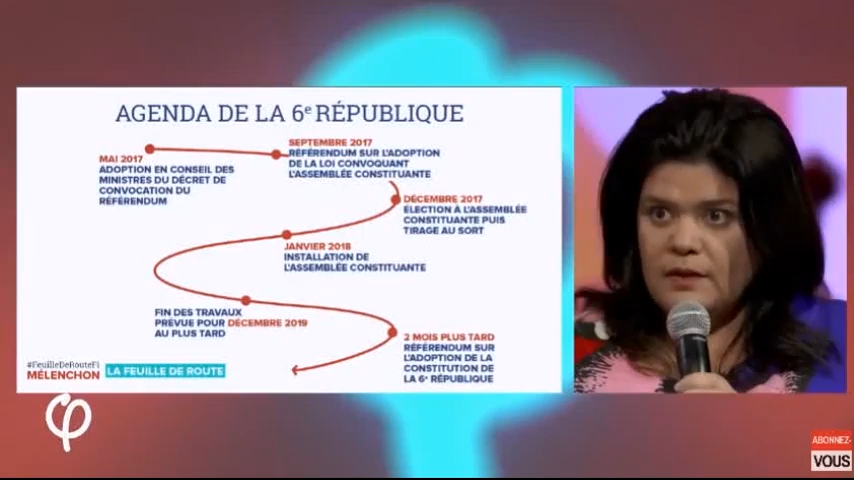 AGENDA DE LA 6e RÉPUBLIQUE
MAI 2017
ADOPTION EN CONSEIL DES
MINISTRES DU DÉCRET DE
CONVOCATION DU
RÉFÉRENDUM
SEPTEMBRE 2017
RÉFÉRENDUM SUR L'ADOPTION
DE LA LOI CONVOQUANT
L'ASSEMBLÉE CONSTITUANTE
DÉCEMBRE 2017
ÉLECTION À L'ASSEMBLÉE
CONSTITUANTE PUIS
TIRAGE AU SORT
JANVIER 2018
INSTALLATION DE
L'ASSEMBLÉE CONSTITUANTE
FIN DES TRAVAUX
PRÉVUE POUR DÉCEMBRE 2019
AU PLUS TARD
2 MOIS PLUS TARD
RÉFÉRENDUM SUR
L'ADOPTION DE LA
CONSTITUTION DE
LA 6e RÉPUBLIQUE
#FeuilleDeRouteFI
MÉLENCHON LA FEUILLE DE ROUTE
ABONNEZ-
VOUS